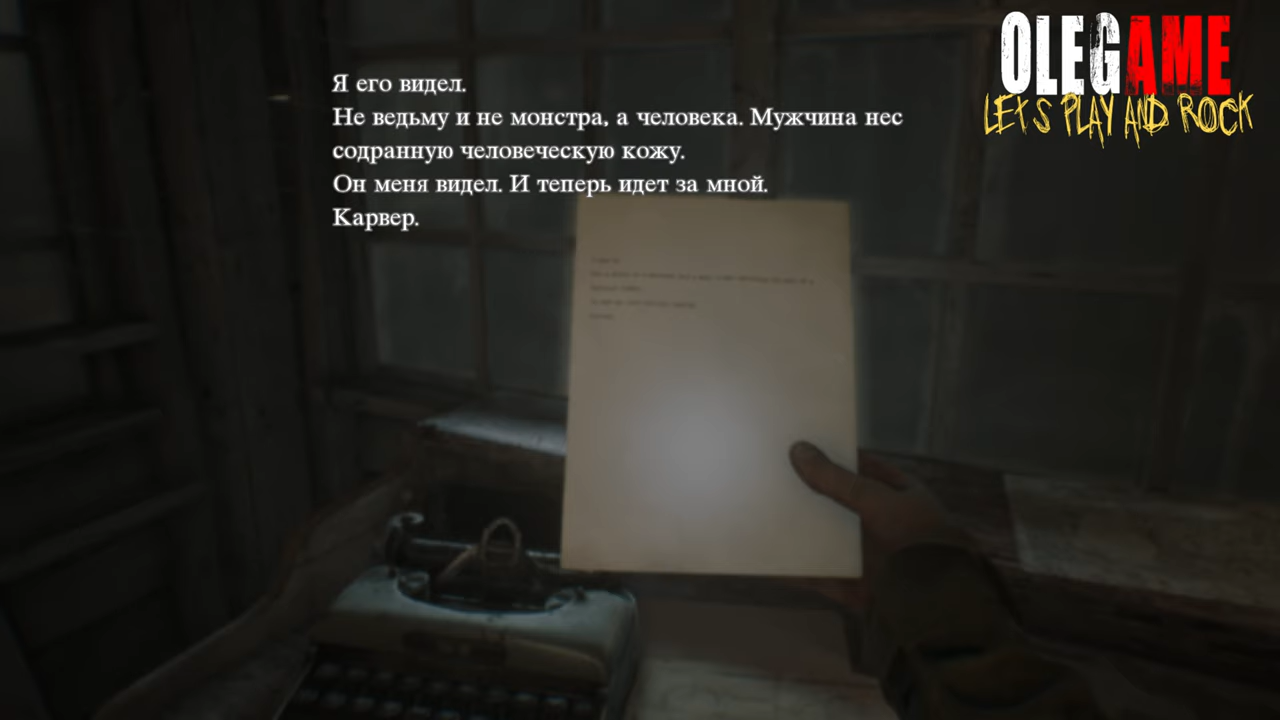 OLEGAME
LET'S PLAY AND ROCK
Я его видел.
Не ведьму и не монстра, а человека. Мужчина нес
содранную человеческую кожу.
Он меня видел. И теперь идет за мной.
Карвер.